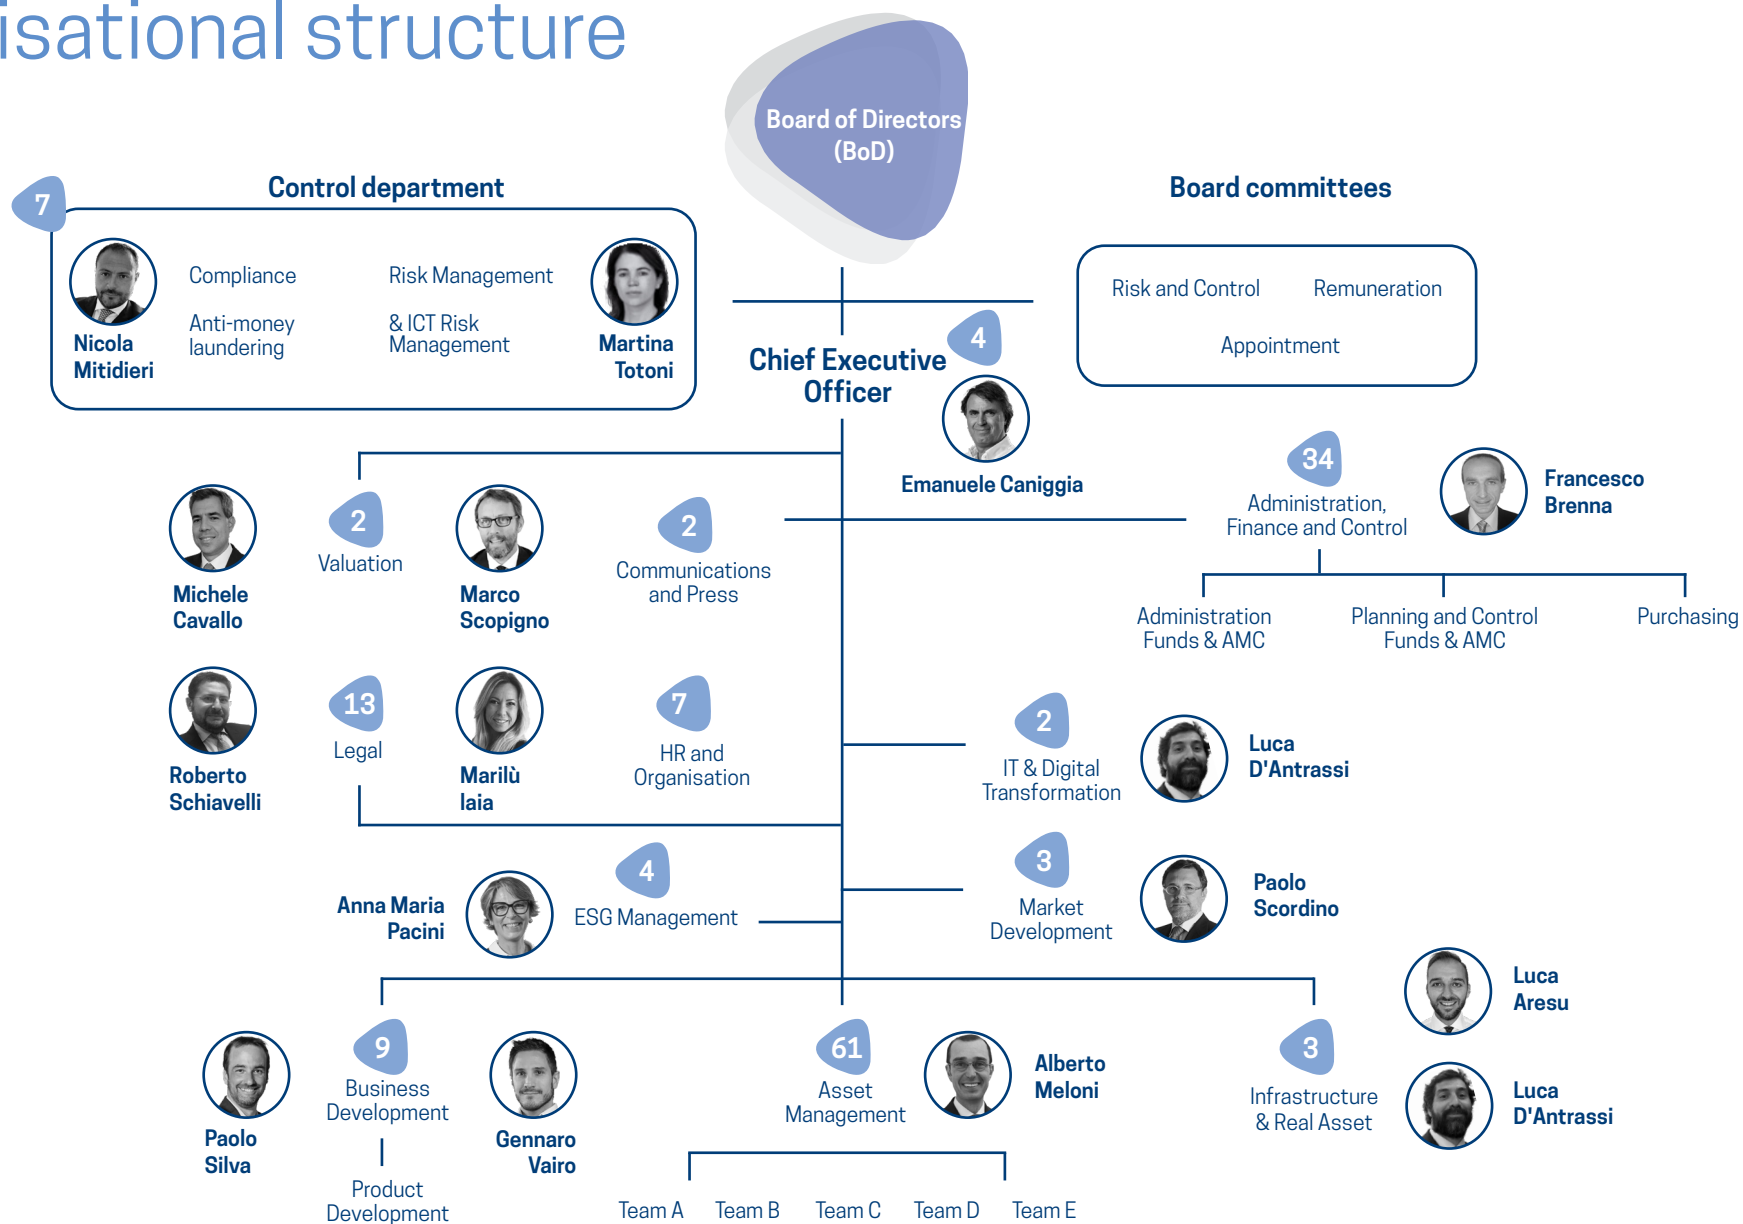 isational structure
Board of Directors
(BoD)
Control department
7
Nicola
Mitidieri
Compliance
Anti-money
laundering
Risk Management
& ICT Risk
Management
Martina
Totoni
Board committees
Risk and Control
Remuneration
Appointment
Chief Executive
Officer
4
Emanuele Caniggia
Michele
Cavallo
2
Valuation
Marco
Scopigno
2
Communications
and Press
34
Administration,
Finance and Control
Francesco
Brenna
Administration
Funds & AMC
Planning and Control
Funds & AMC
Purchasing
Roberto
Schiavelli
13
Legal
Marilù
Iaia
7
HR and
Organisation
2
IT & Digital
Transformation
Luca
D'Antrassi
Anna Maria
Pacini
4
ESG Management
3
Market
Development
Paolo
Scordino
Paolo
Silva
9
Business
Development
Gennaro
Vairo
Product
Development
61
Asset
Management
Alberto
Meloni
Team A
Team B
Team C
Team D
Team E
3
Infrastructure
& Real Asset
Luca
Aresu
Luca
D'Antrassi